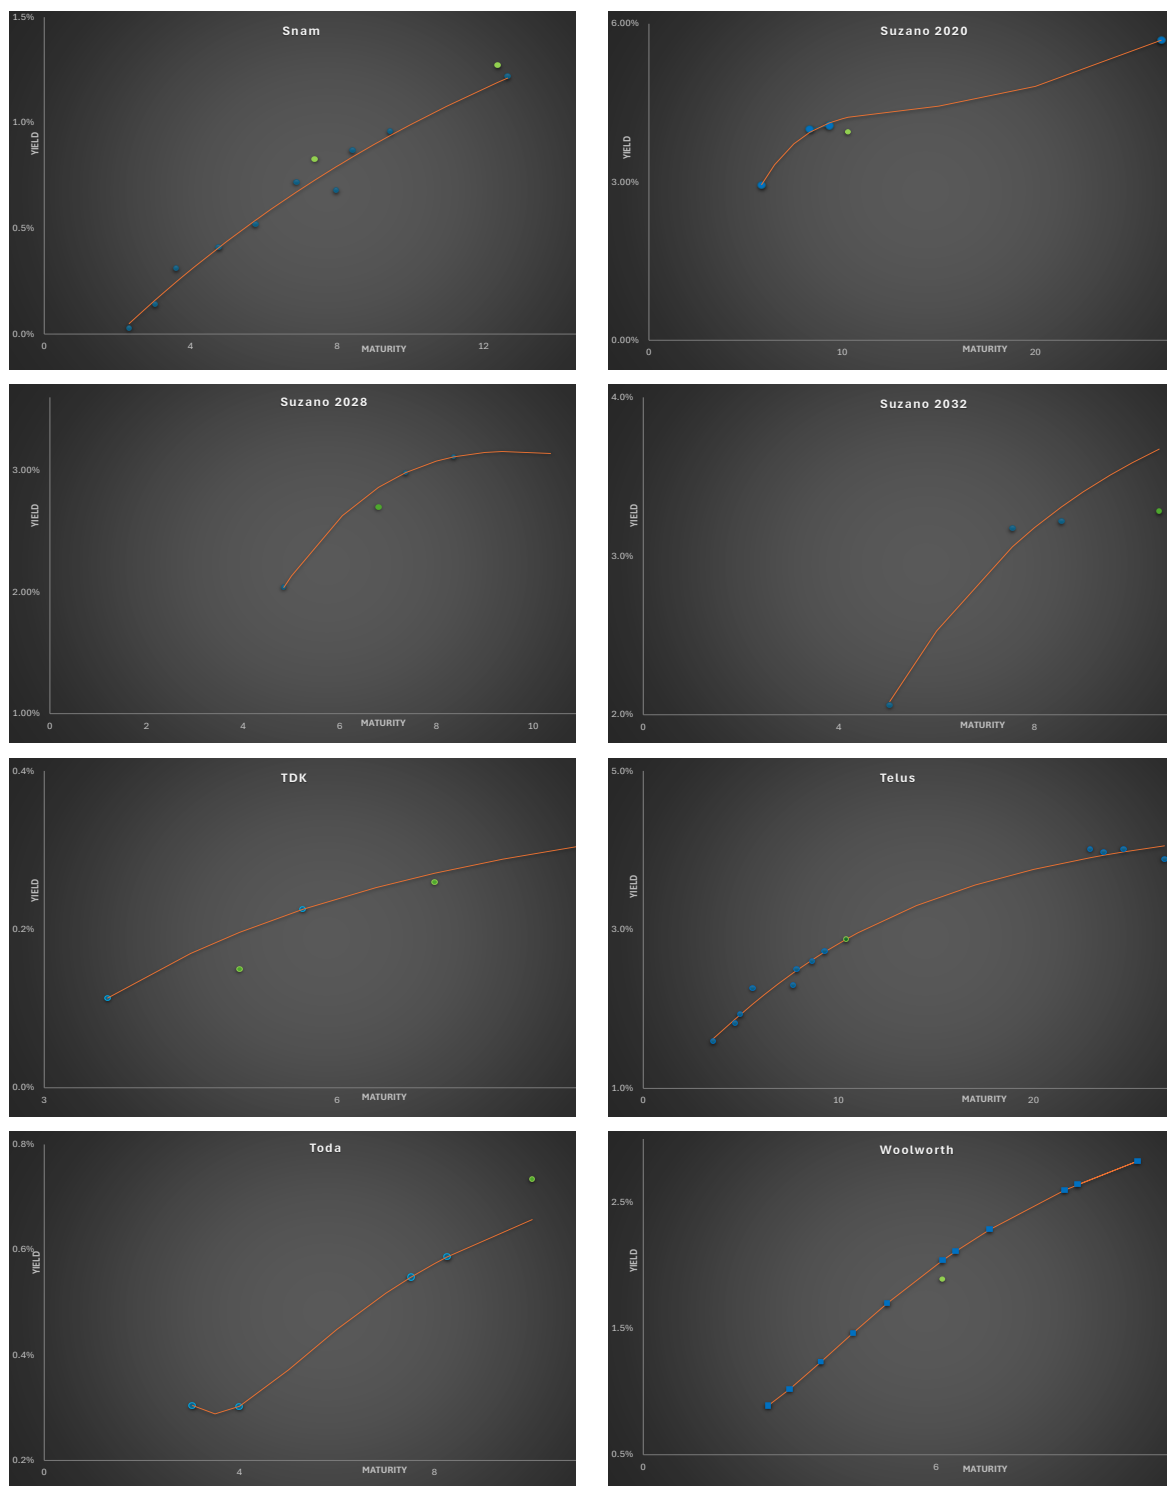 Snam
1.5%
1.0%
0.5%
0.0%
YIELD
0 4 8 12
MATURITY
Suzano 2020
6.00%
3.00%
0.00%
YIELD
0 10 20
MATURITY
Suzano 2028
3.00%
2.00%
1.00%
YIELD
0 2 4 6 8 10
MATURITY
Suzano 2032
4.0%
3.0%
2.0%
YIELD
0 4 8
MATURITY
TDK
0.4%
0.2%
0.0%
YIELD
3 6
MATURITY
Telus
5.0%
3.0%
1.0%
YIELD
0 10 20
MATURITY
Toda
0.8%
0.6%
0.4%
0.2%
YIELD
0 4 8
MATURITY
Woolworth
2.5%
1.5%
0.5%
YIELD
0 6
MATURITY